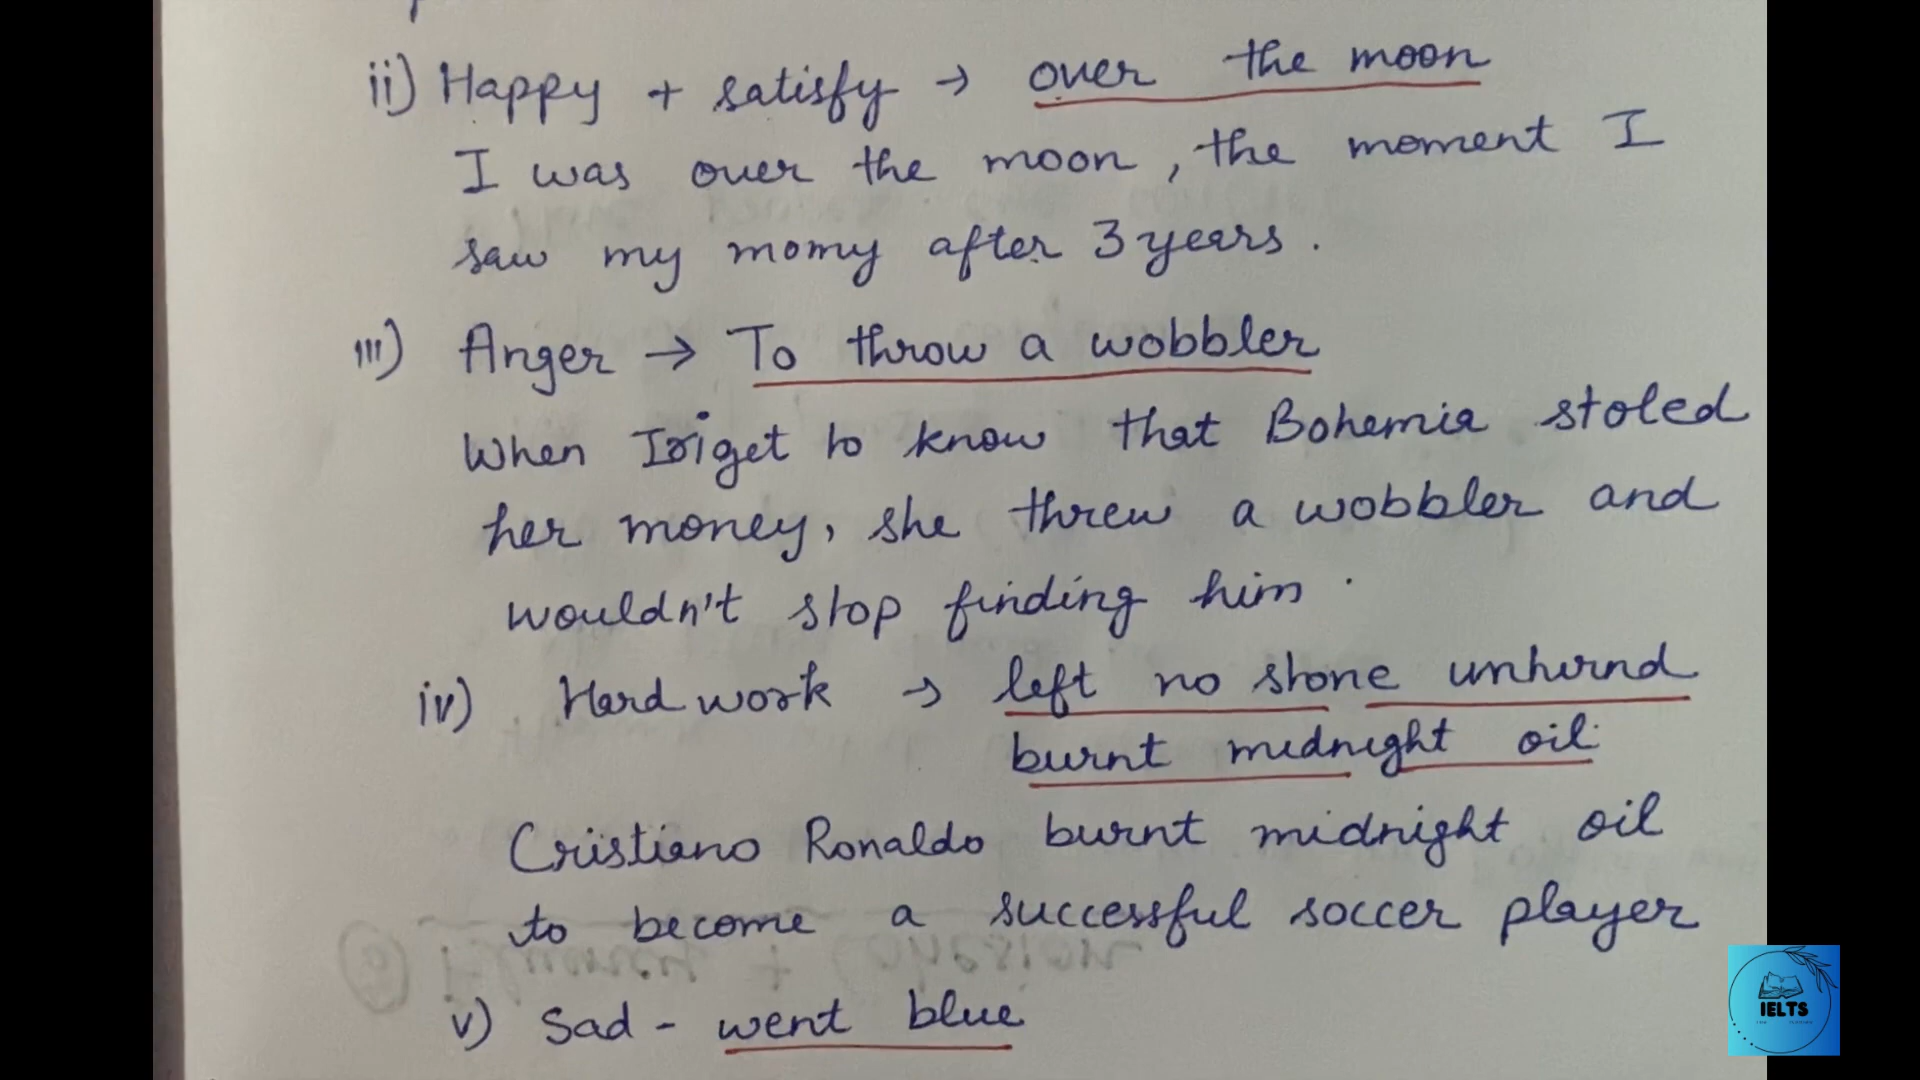 ii) Happy + satisfy → over the moon
I was over the moon, the moment I
saw my momy after 3 years.
iii) Anger → To throw a wobbler
When Irriget to know that Bohemia stoled
her money, she threw a wobbler and
wouldn't stop finding him.
iv) Hard work → left no stone unturnd
burnt midnight oil
Cristiano Ronaldo burnt midnight oil
to become a successful soccer player
v) Sad - went blue
IELTS